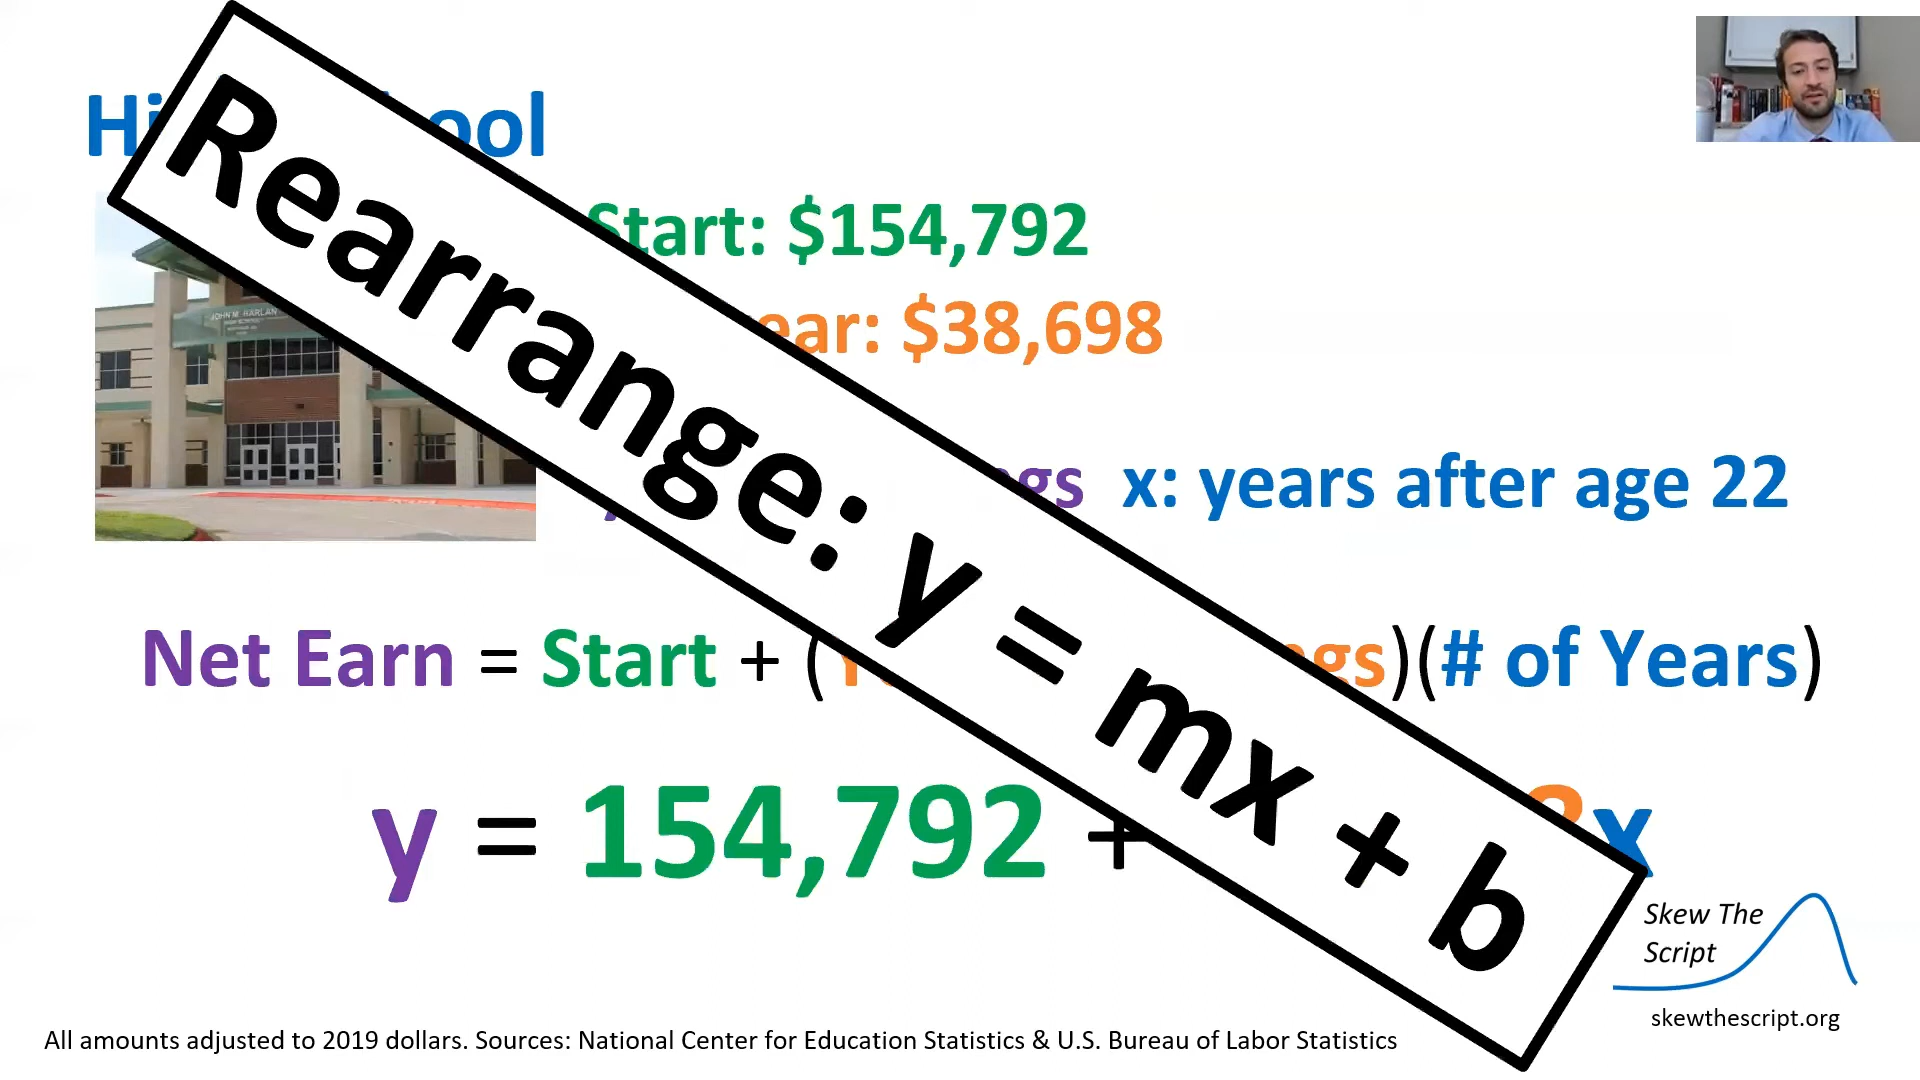 Hi ool
Start: $154,792
ear: $38,698
gs x: years after age 22
Net Earn = Start + ( gs)(# of Years)
y = 154,792 + x
Rearrange: y = mx + b
JOHN M. HARLAN
Skew The
Script
skewthescript.org
All amounts adjusted to 2019 dollars. Sources: National Center for Education Statistics & U.S. Bureau of Labor Statistics